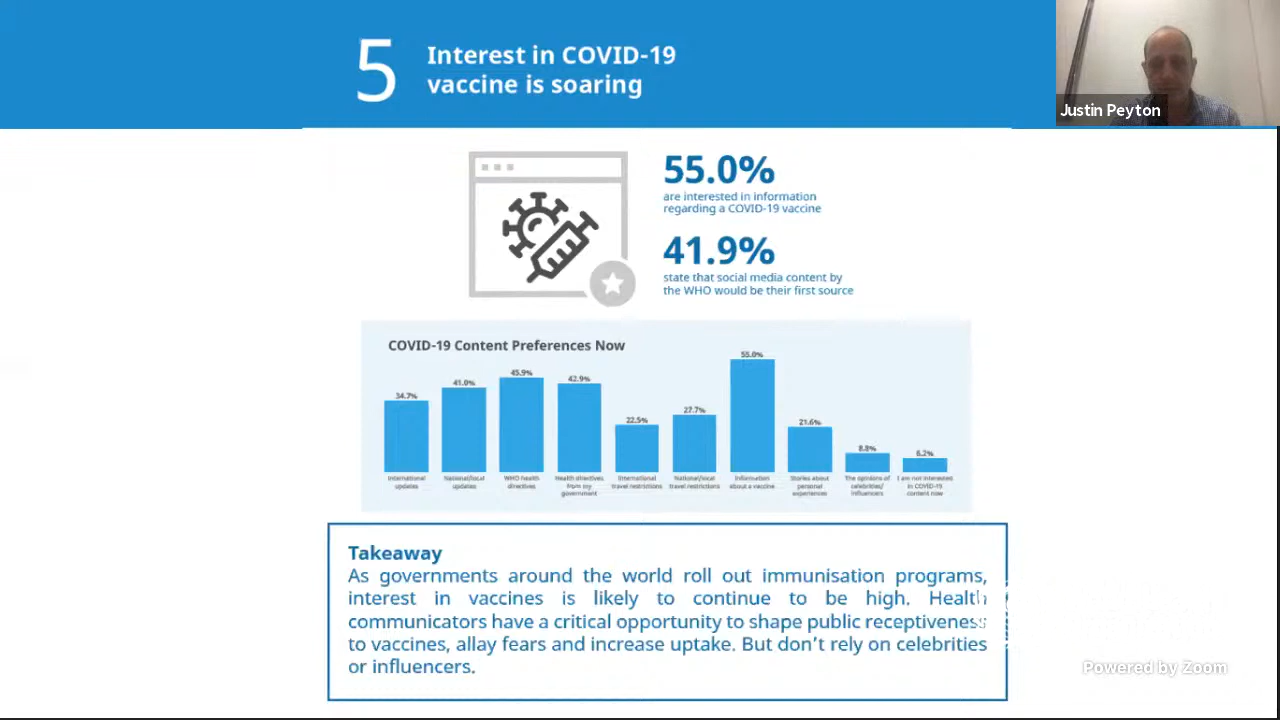 5
Interest in COVID-19
vaccine is soaring
Justin Peyton
55.0%
are interested in information
regarding a COVID-19 vaccine
41.9%
state that social media content by
the WHO would be their first source
COVID-19 Content Preferences Now
34.7%
41.0%
45.9%
42.9%
22.5%
27.7%
55.0%
21.6%
8.8%
6.2%
International
updates
National/local
updates
WHO health
directives
Health directives
from my
government
International
travel restrictions
National/local
travel restrictions
Information
about a vaccine
Stories about
personal
experiences
The opinions of
celebrities/
influencers
I am not interested
in COVID-19
content now
Takeaway
As governments around the world roll out immunisation programs,
interest in vaccines is likely to continue to be high. Health
communicators have a critical opportunity to shape public receptiveness
to vaccines, allay fears and increase uptake. But don't rely on celebrities
or influencers.
Powered by Zoom